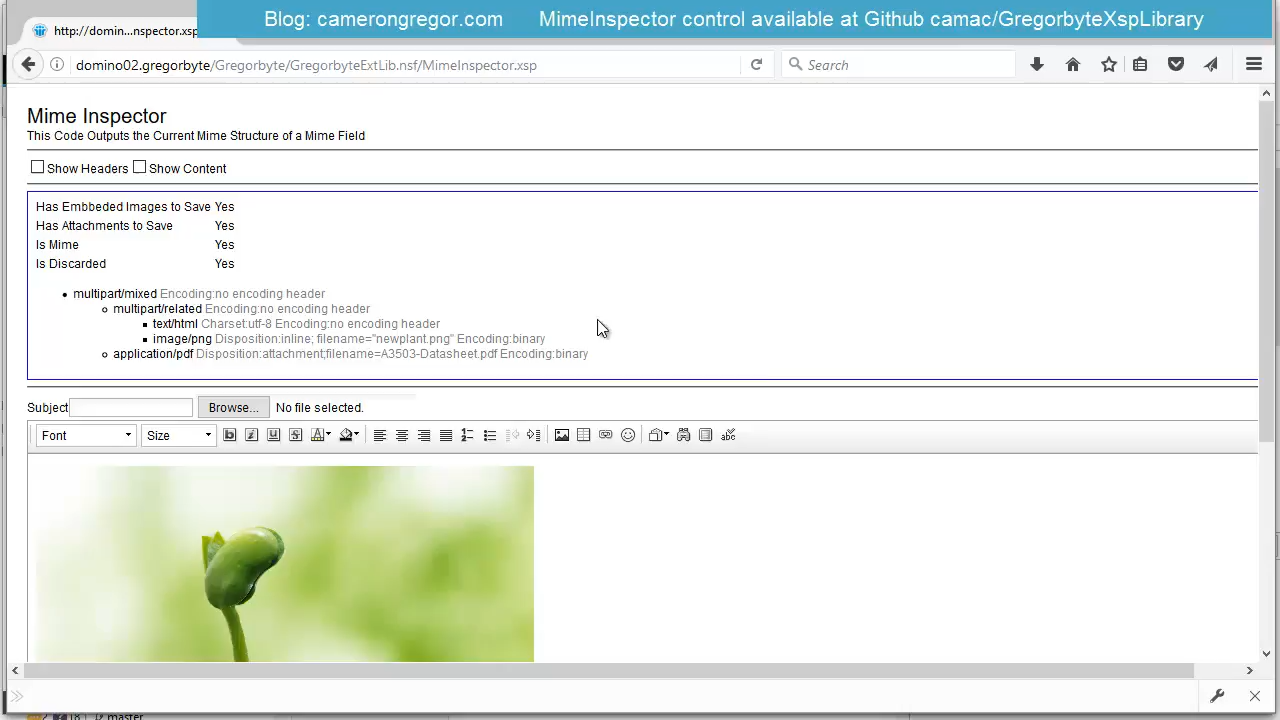 Blog: camerongregor.com MimeInspector control available at Github camac/GregorbyteXspLibrary
http://domin...nspector.xsp
domino02.gregorbyte/Gregorbyte/GregorbyteExtLib.nsf/MimeInspector.xsp
Search
Mime Inspector
This Code Outputs the Current Mime Structure of a Mime Field
Show Headers Show Content
Has Embbeded Images to Save Yes
Has Attachments to Save Yes
Is Mime Yes
Is Discarded Yes
multipart/mixed Encoding:no encoding header
multipart/related Encoding:no encoding header
text/html Charset:utf-8 Encoding:no encoding header
image/png Disposition:inline; filename="newplant.png" Encoding:binary
application/pdf Disposition:attachment;filename=A3503-Datasheet.pdf Encoding:binary
Subject Browse... No file selected.
Font Size
master